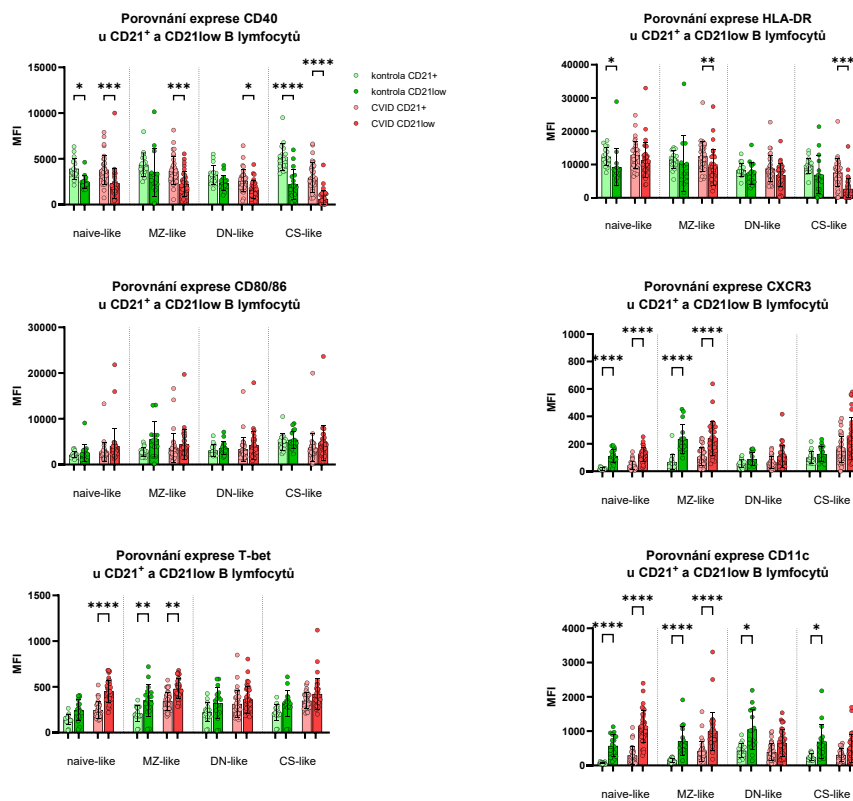 Porovnání exprese CD40
u CD21+ a CD21low B lymfocytů
15000
10000
5000
0
MFI
* *** *** * **** ****
naive-like MZ-like DN-like CS-like
kontrola CD21+
kontrola CD21low
CVID CD21+
CVID CD21low
Porovnání exprese HLA-DR
u CD21+ a CD21low B lymfocytů
40000
30000
20000
10000
0
MFI
* ** ***
naive-like MZ-like DN-like CS-like
Porovnání exprese CD80/86
u CD21+ a CD21low B lymfocytů
30000
20000
10000
0
MFI
naive-like MZ-like DN-like CS-like
Porovnání exprese CXCR3
u CD21+ a CD21low B lymfocytů
1000
800
600
400
200
0
MFI
**** **** **** ****
naive-like MZ-like DN-like CS-like
Porovnání exprese T-bet
u CD21+ a CD21low B lymfocytů
1500
1000
500
0
MFI
**** ** **
naive-like MZ-like DN-like CS-like
Porovnání exprese CD11c
u CD21+ a CD21low B lymfocytů
4000
3000
2000
1000
0
MFI
**** **** **** **** * *
naive-like MZ-like DN-like CS-like